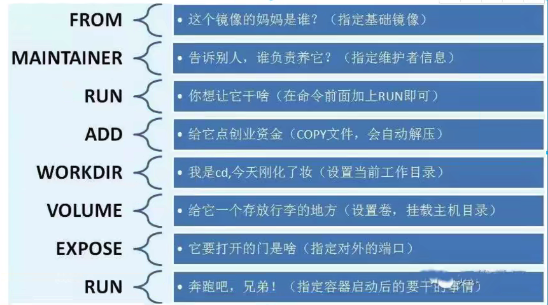 FROM
• 这个镜像的妈妈是谁？（指定基础镜像）
MAINTAINER
• 告诉别人，谁负责养它？（指定维护者信息）
RUN
• 你想让它干啥（在命令前面加上RUN即可）
ADD
• 给它点创业资金（COPY文件，会自动解压）
WORKDIR
• 我是cd,今天刚化了妆（设置当前工作目录）
VOLUME
• 给它一个存放行李的地方（设置卷，挂载主机目录）
EXPOSE
• 它要打开的门是啥（指定对外的端口）
RUN
• 奔跑吧，兄弟！（指定容器启动后的要干的事情）